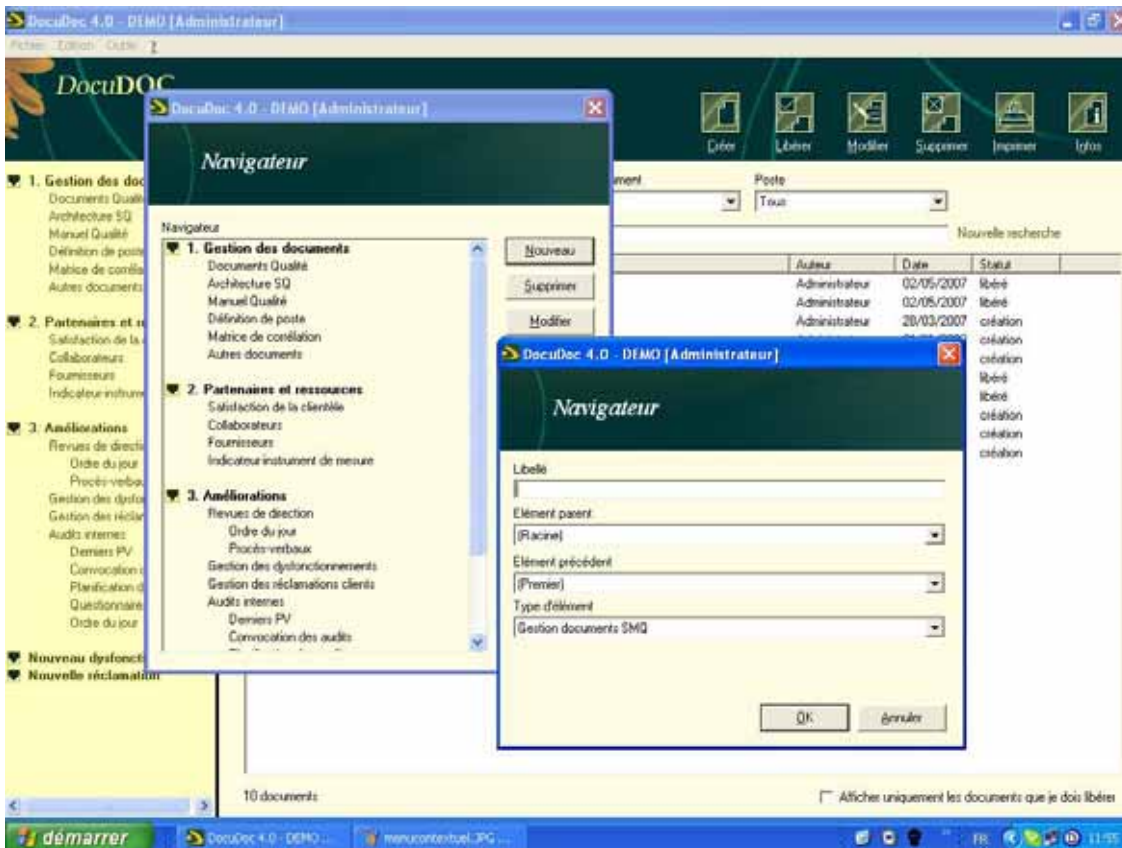 DocuDoc 4.0 - DEMO [Administrateur]
Fichier Edition Outils ?
DocuDOC
Créer Libérer Modifier Supprimer Imprimer Infos
1. Gestion des doc
Documents Qualit
Architecture SQ
Manuel Qualité
Définition de poste
Matrice de corréla
Autres documents
2. Partenaires et r
Satisfaction de la
Collaborateurs
Fournisseurs
Indicateur instrum
3. Améliorations
Revues de directi
Ordre du jour
Procès-verbau
Gestion des dysfo
Gestion des réclam
Audits internes
Derniers PV
Convocation d
Planification d
Questionnaire
Ordre du jour
Nouveau dysfoncti
Nouvelle réclamation
DocuDoc 4.0 - DEMO [Administrateur]
Navigateur
Navigateur
1. Gestion des documents
Documents Qualité
Architecture SQ
Manuel Qualité
Définition de poste
Matrice de corrélation
Autres documents
2. Partenaires et ressources
Satisfaction de la clientèle
Collaborateurs
Fournisseurs
Indicateur instrument de mesure
3. Améliorations
Revues de direction
Ordre du jour
Procès-verbaux
Gestion des dysfonctionnements
Gestion des réclamations clients
Audits internes
Derniers PV
Convocation des audits
Nouveau
Supprimer
Modifier
ment Poste
Tous
Nouvelle recherche
Auteur Date Statut
Administrateur 02/05/2007 libéré
Administrateur 02/05/2007 libéré
Administrateur 28/03/2007 création
création
création
libéré
libéré
création
création
création
DocuDoc 4.0 - DEMO [Administrateur]
Navigateur
Libellé
Elément parent
(Racine)
Elément précédent
(Premier)
Type d'élément
Gestion documents SMQ
OK Annuler
10 documents
Afficher uniquement les documents que je dois libérer
démarrer
DocuDoc 4.0 - DEMO ...
menucontextuel.JPG ...
FR
11:55